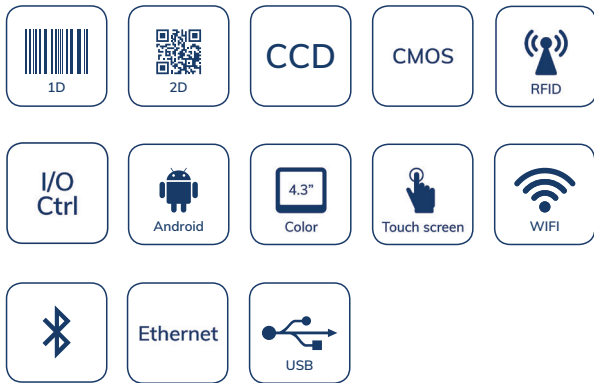 1D
2D
CCD
CMOS
RFID
I/O
Ctrl
Android
4.3”
Color
Touch screen
WIFI
Ethernet
USB